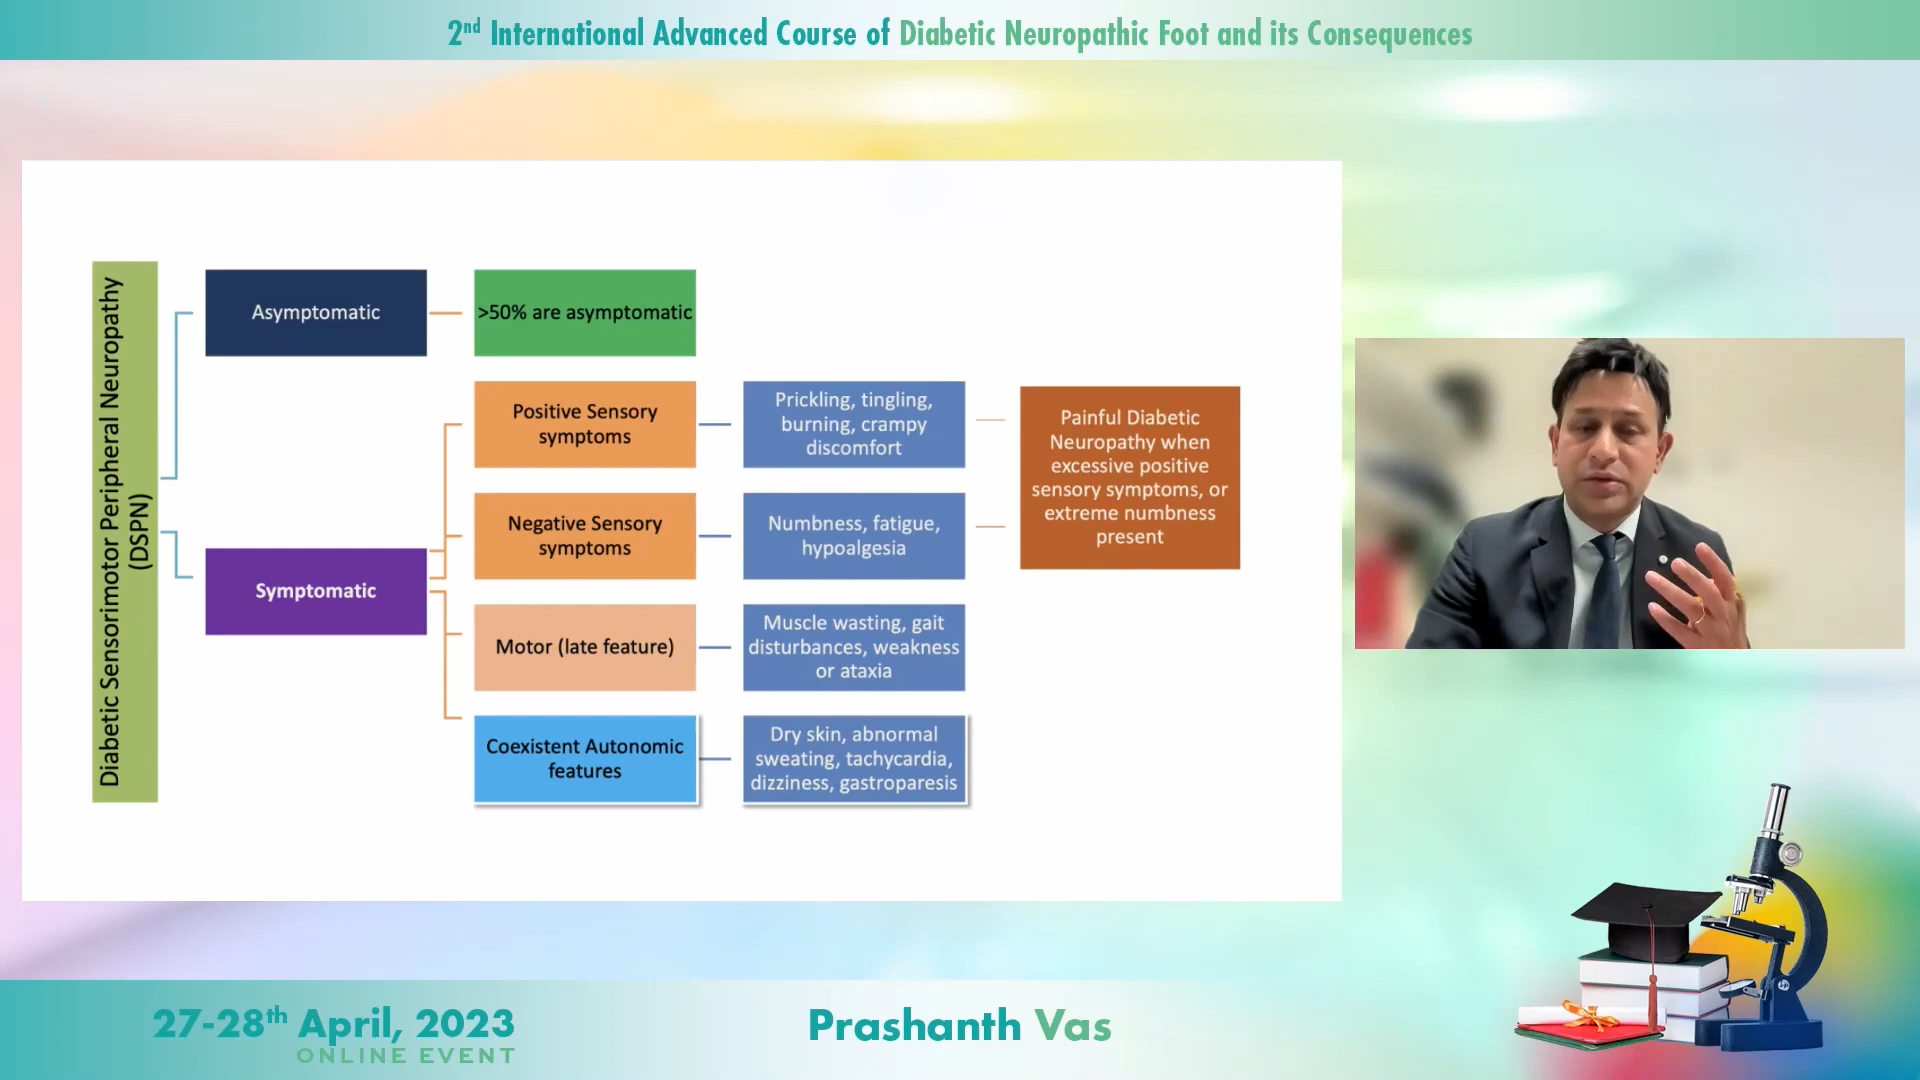 2nd International Advanced Course of Diabetic Neuropathic Foot and its Consequences
Diabetic Sensorimotor Peripheral Neuropathy
(DSPN)
Asymptomatic
>50% are asymptomatic
Symptomatic
Positive Sensory
symptoms
Prickling, tingling,
burning, crampy
discomfort
Negative Sensory
symptoms
Numbness, fatigue,
hypoalgesia
Painful Diabetic
Neuropathy when
excessive positive
sensory symptoms, or
extreme numbness
present
Motor (late feature)
Muscle wasting, gait
disturbances, weakness
or ataxia
Coexistent Autonomic
features
Dry skin, abnormal
sweating, tachycardia,
dizziness, gastroparesis
27-28th April, 2023
ONLINE EVENT
Prashanth Vas